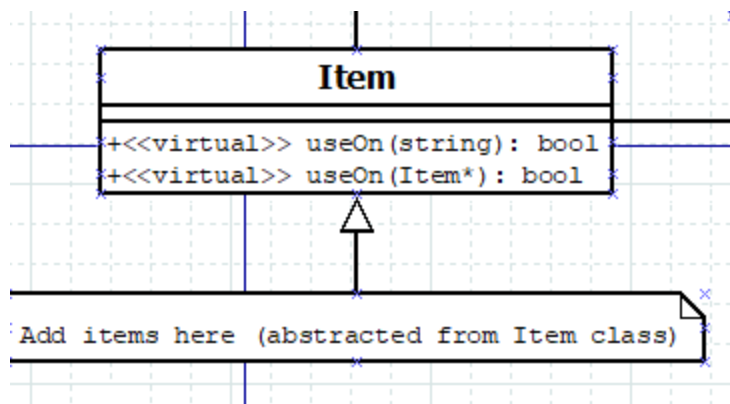 Item
+<<virtual>> useOn(string): bool
+<<virtual>> useOn(Item*): bool
Add items here (abstracted from Item class)